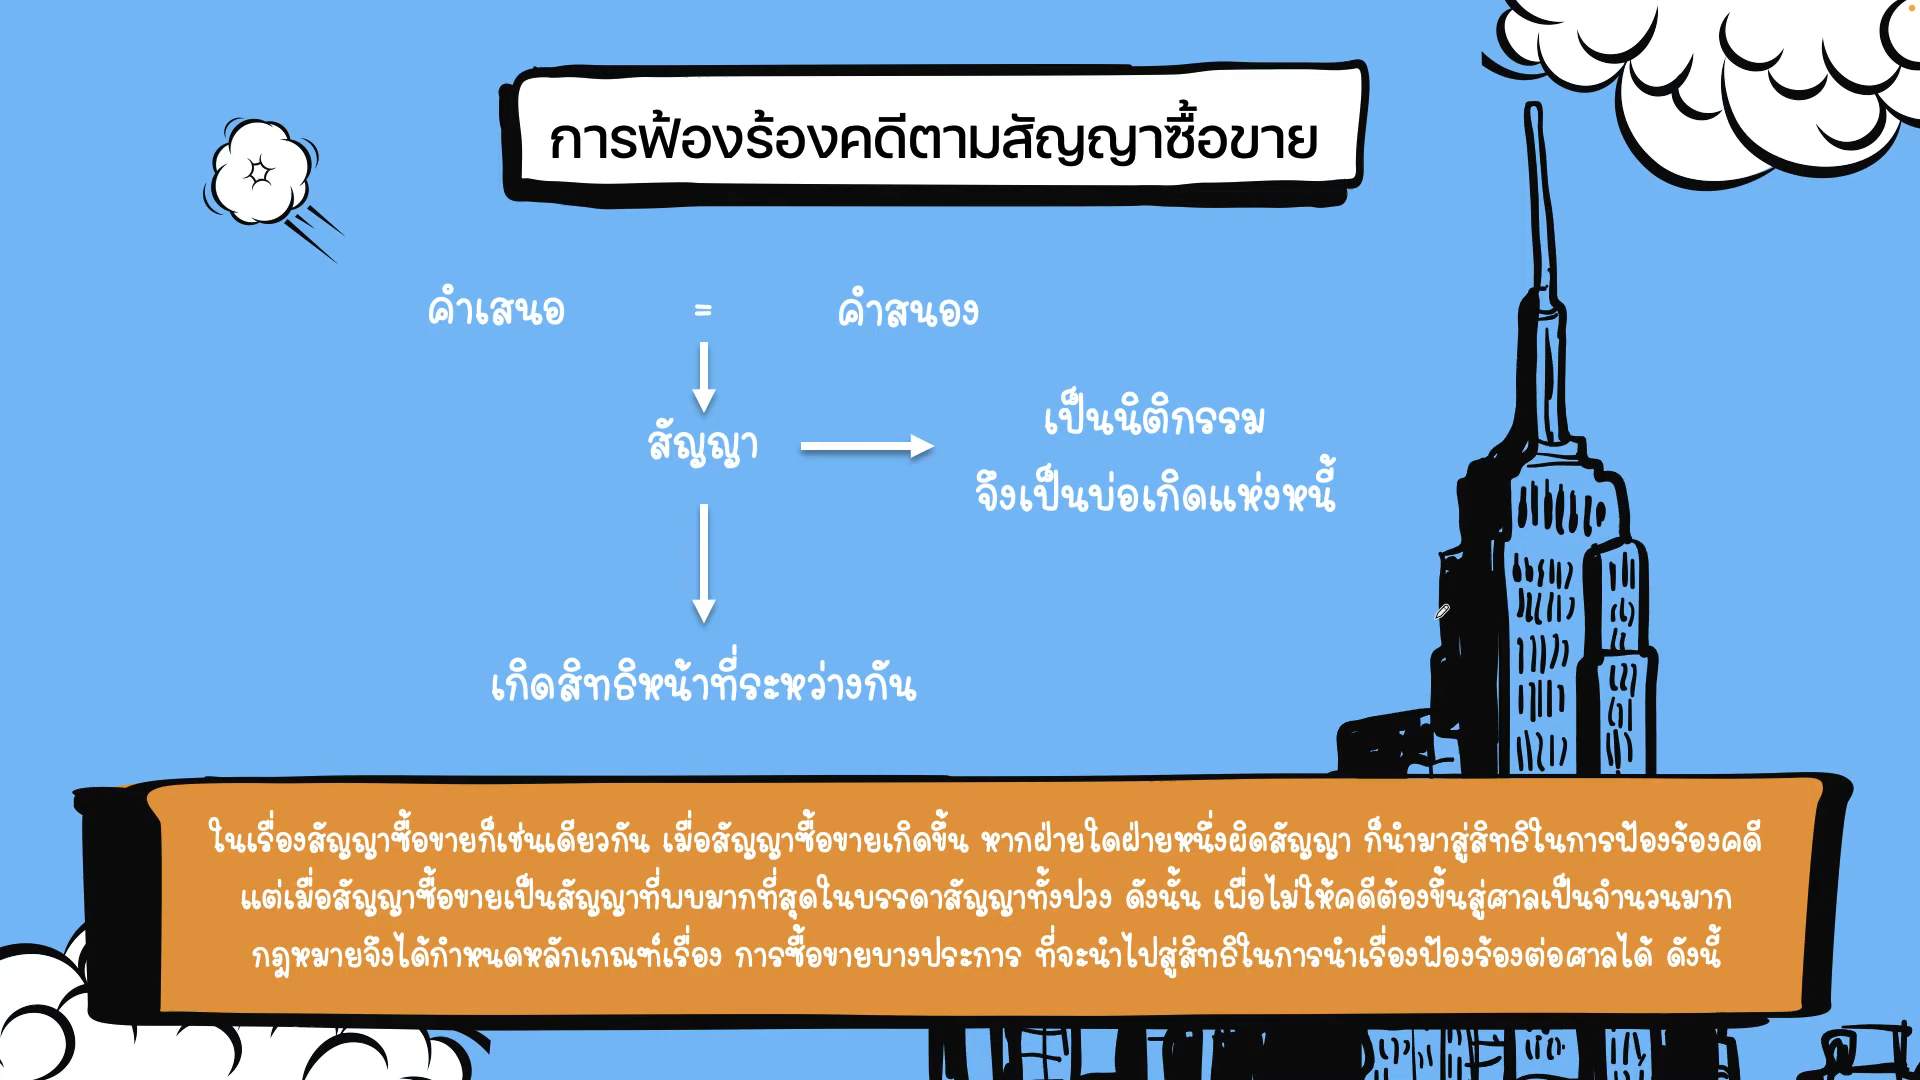 การฟ้องร้องคดีตามสัญญาซื้อขาย
คำเสนอ = คำสนอง
สัญญา
เป็นนิติกรรม
จึงเป็นบ่อเกิดแห่งหนี้
เกิดสิทธิหน้าที่ระหว่างกัน
ในเรื่องสัญญาซื้อขายก็เช่นเดียวกัน เมื่อสัญญาซื้อขายเกิดขึ้น หากฝ่ายใดฝ่ายหนึ่งผิดสัญญา ก็นำมาสู่สิทธิในการฟ้องร้องคดี
แต่เมื่อสัญญาซื้อขายเป็นสัญญาที่พบมากที่สุดในบรรดาสัญญาทั้งปวง ดังนั้น เพื่อไม่ให้คดีต้องขึ้นสู่ศาลเป็นจำนวนมาก
กฎหมายจึงได้กำหนดหลักเกณฑ์เรื่อง การซื้อขายบางประการ ที่จะนำไปสู่สิทธิในการนำเรื่องฟ้องร้องต่อศาลได้ ดังนี้